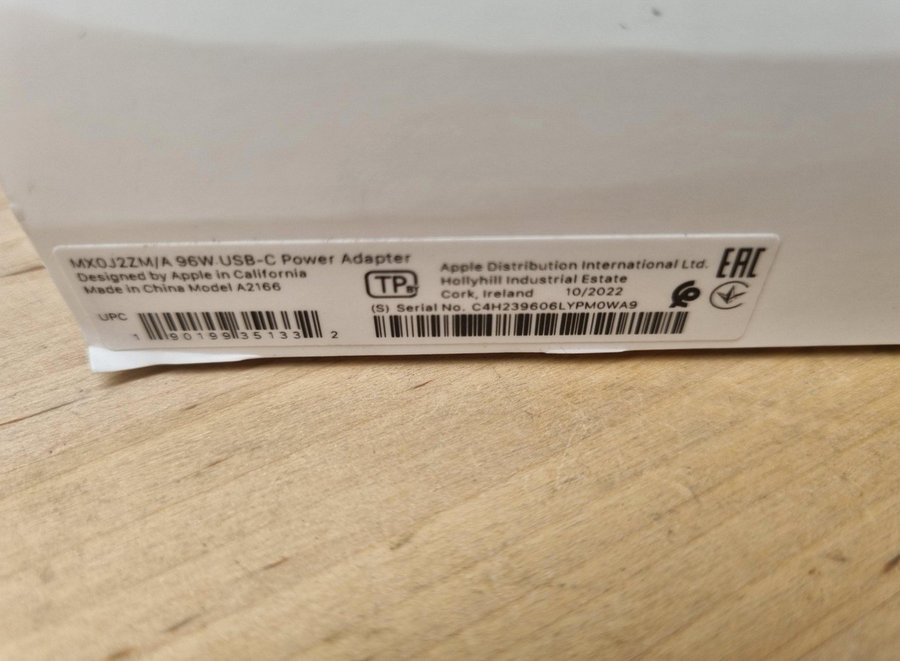 MX0J2ZM/A 96W USB-C Power Adapter
Designed by Apple in California
Made in China Model A2166
UPC
1 90199 35133 2
TP
Apple Distribution International Ltd.
Hollyhill Industrial Estate
Cork, Ireland 10/2022
(S) Serial No. C4H239606LYPM0WA9
EAC